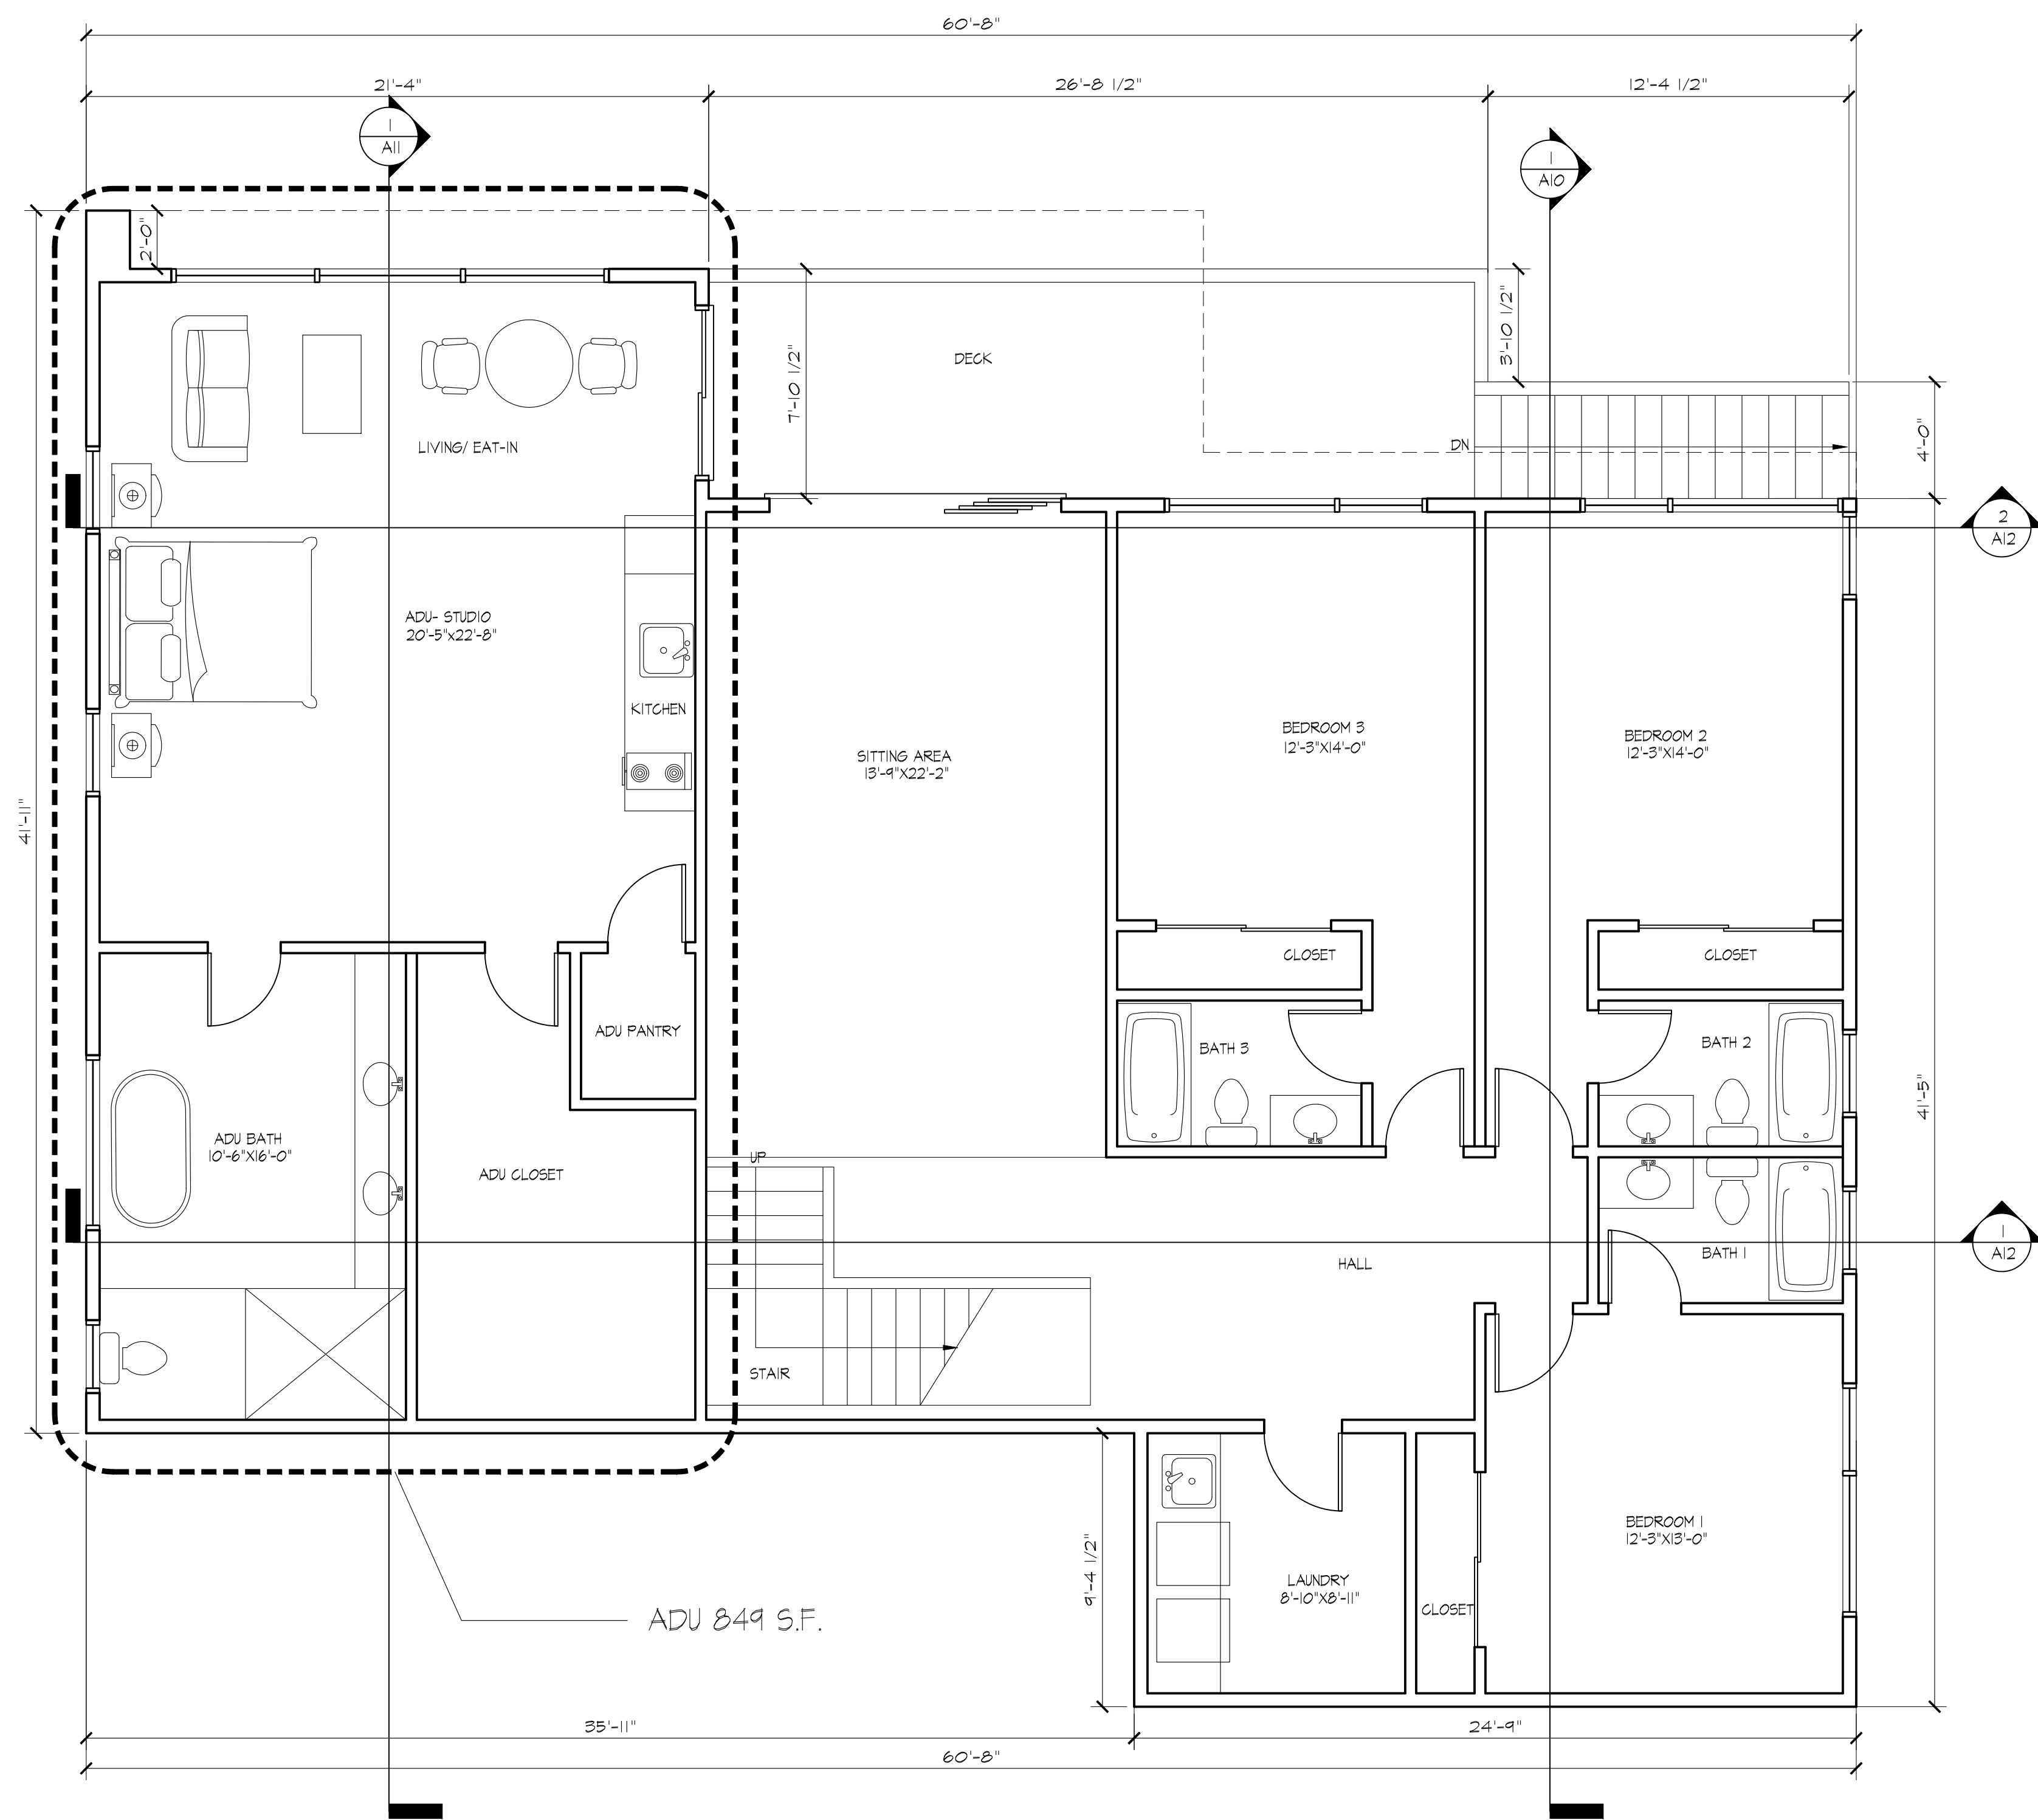 60'-8"
21'-4"
26'-8 1/2"
12'-4 1/2"
1
A11
1
A10
2'-0"
7'-10 1/2"
DECK
3'-10 1/2"
DN
4'-0"
LIVING/ EAT-IN
2
A12
ADU- STUDIO
20'-5"x22'-8"
KITCHEN
SITTING AREA
13'-9"X22'-2"
BEDROOM 3
12'-3"X14'-0"
BEDROOM 2
12'-3"X14'-0"
41'-11"
CLOSET
CLOSET
ADU PANTRY
BATH 3
BATH 2
41'-5"
ADU BATH
10'-6"X16'-0"
ADU CLOSET
UP
HALL
BATH 1
1
A12
STAIR
BEDROOM 1
12'-3"X13'-0"
9'-4 1/2"
LAUNDRY
8'-10"X8'-11"
CLOSET
ADU 849 S.F.
35'-11"
24'-9"
60'-8"